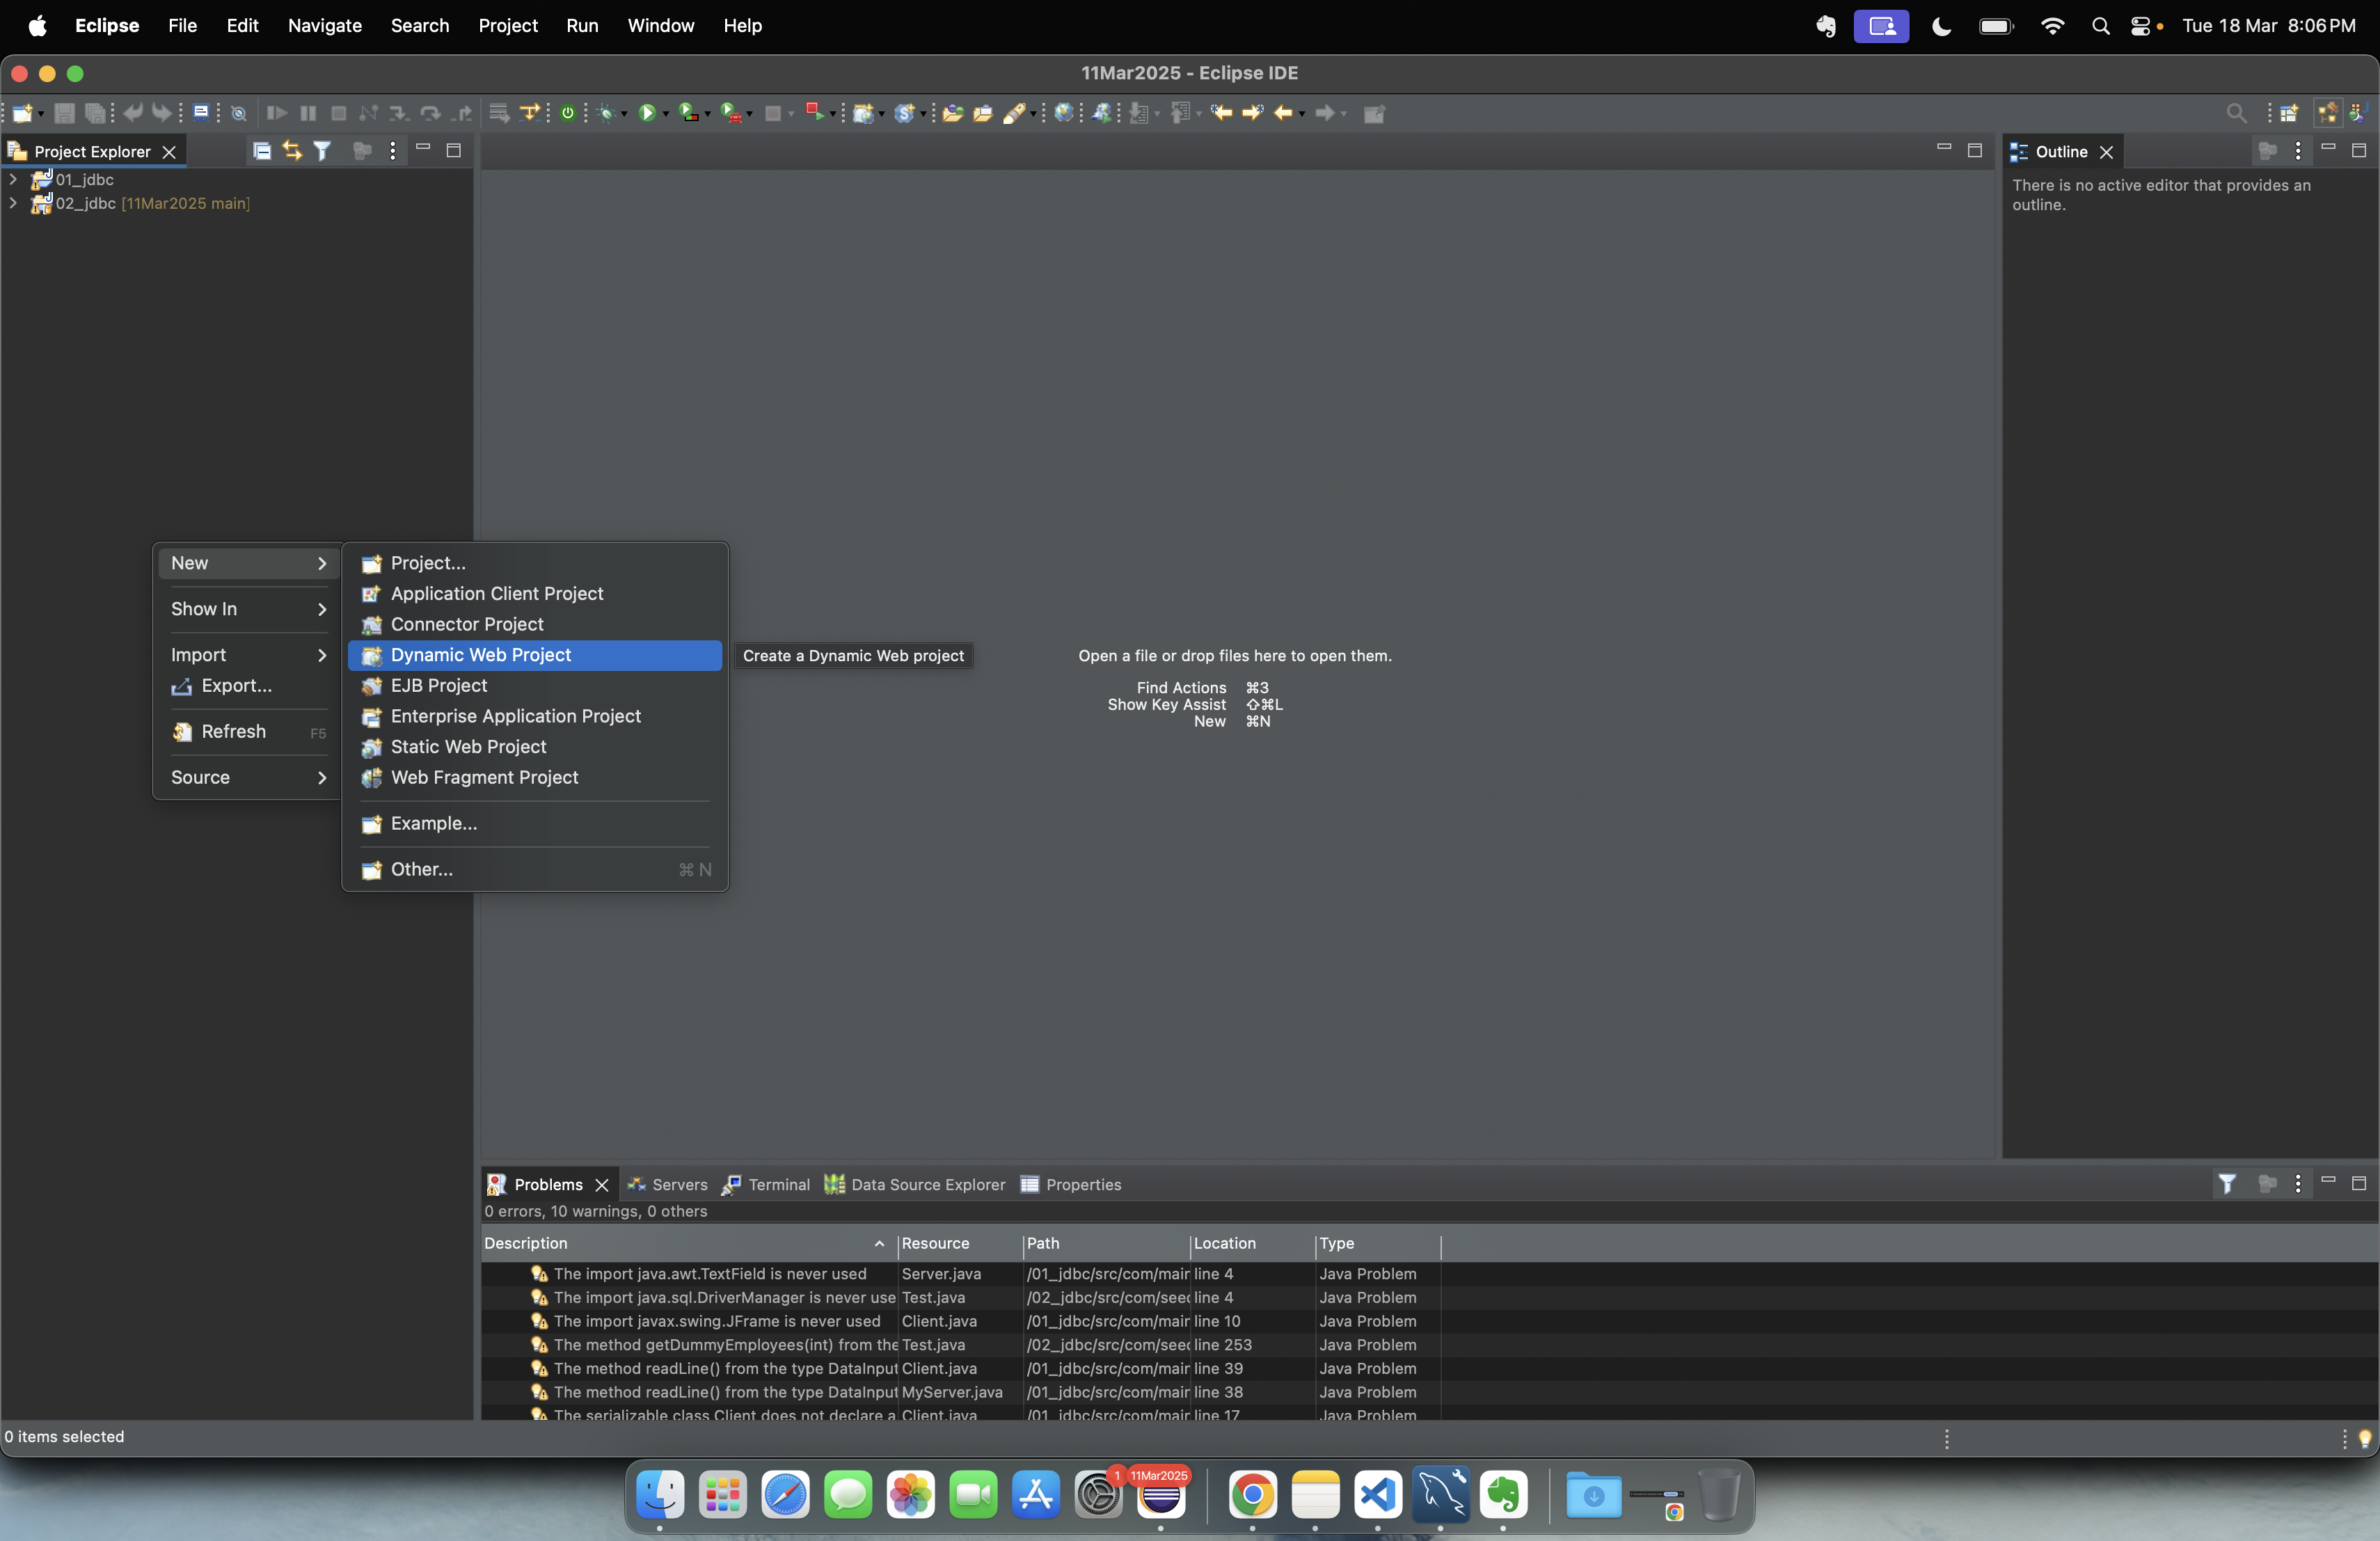 Eclipse File Edit Navigate Search Project Run Window Help Tue 18 Mar 8:06 PM
11Mar2025 - Eclipse IDE
Project Explorer
01_jdbc
02_jdbc [11Mar2025 main]
Outline
There is no active editor that provides an
outline.
New
Show In
Import
Export...
Refresh F5
Source
Project...
Application Client Project
Connector Project
Dynamic Web Project
EJB Project
Enterprise Application Project
Static Web Project
Web Fragment Project
Example...
Other... ⌘ N
Create a Dynamic Web project
Open a file or drop files here to open them.
Find Actions ⌘3
Show Key Assist ⇧⌘L
New ⌘N
Problems Servers Terminal Data Source Explorer Properties
0 errors, 10 warnings, 0 others
Description Resource Path Location Type
The import java.awt.TextField is never used Server.java /01_jdbc/src/com/mair line 4 Java Problem
The import java.sql.DriverManager is never use Test.java /02_jdbc/src/com/seec line 4 Java Problem
The import javax.swing.JFrame is never used Client.java /01_jdbc/src/com/mair line 10 Java Problem
The method getDummyEmployees(int) from the Test.java /02_jdbc/src/com/seec line 253 Java Problem
The method readLine() from the type DataInput Client.java /01_jdbc/src/com/mair line 39 Java Problem
The method readLine() from the type DataInput MyServer.java /01_jdbc/src/com/mair line 38 Java Problem
The serializable class Client does not declare a Client.java /01_jdbc/src/com/mair line 17 Java Problem
0 items selected
1 11Mar2025